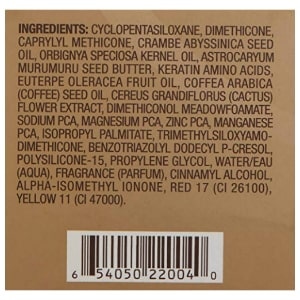 INGREDIENTS: CYCLOPENTASILOXANE, DIMETHICONE,
CAPRYLYL METHICONE, CRAMBE ABYSSINICA SEED
OIL, ORBIGNYA SPECIOSA KERNEL OIL, ASTROCARYUM
MURUMURU SEED BUTTER, KERATIN AMINO ACIDS,
EUTERPE OLERACEA FRUIT OIL, COFFEA ARABICA
(COFFEE) SEED OIL, CEREUS GRANDIFLORUS (CACTUS)
FLOWER EXTRACT, DIMETHICONOL MEADOWFOAMATE,
SODIUM PCA, MAGNESIUM PCA, ZINC PCA, MANGANESE
PCA, ISOPROPYL PALMITATE, TRIMETHYLSILOXYAMO-
DIMETHICONE, BENZOTRIAZOLYL DODECYL P-CRESOL,
POLYSILICONE-15, PROPYLENE GLYCOL, WATER/EAU
(AQUA), FRAGRANCE (PARFUM), CINNAMYL ALCOHOL,
ALPHA-ISOMETHYL IONONE, RED 17 (CI 26100),
YELLOW 11 (CI 47000).
6 54050 22004 0